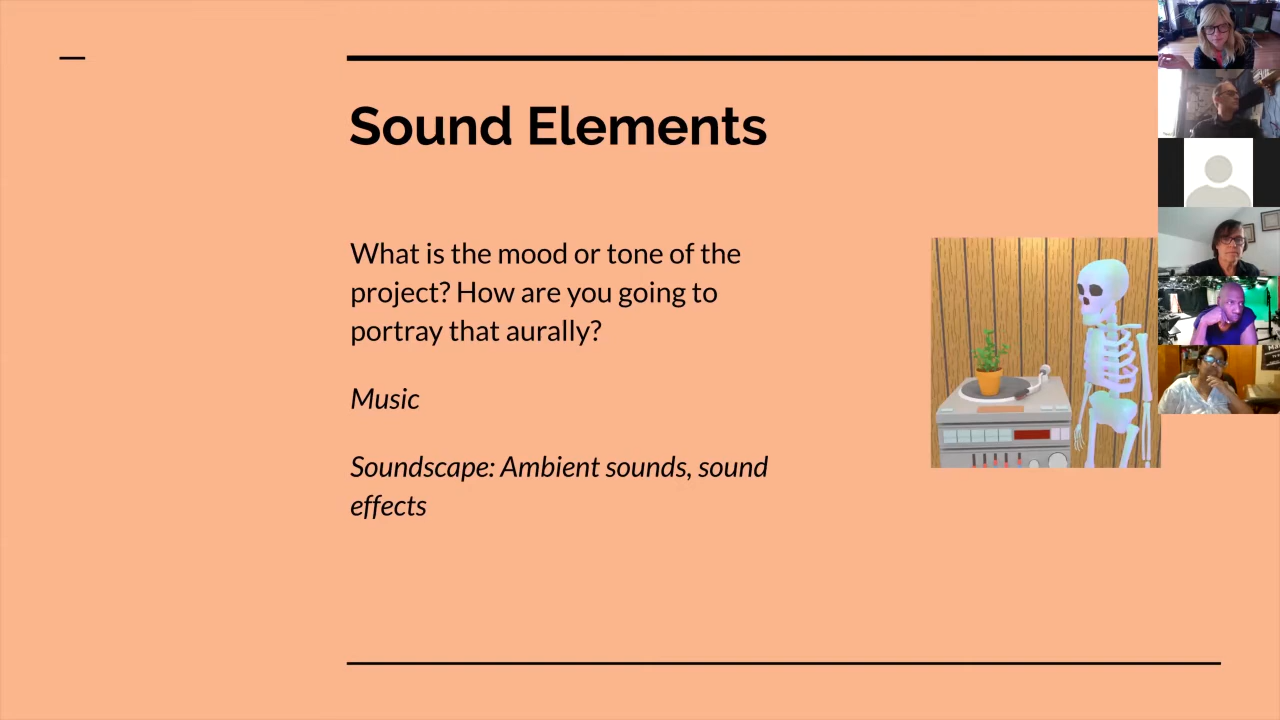 Sound Elements
What is the mood or tone of the
project? How are you going to
portray that aurally?
Music
Soundscape: Ambient sounds, sound
effects